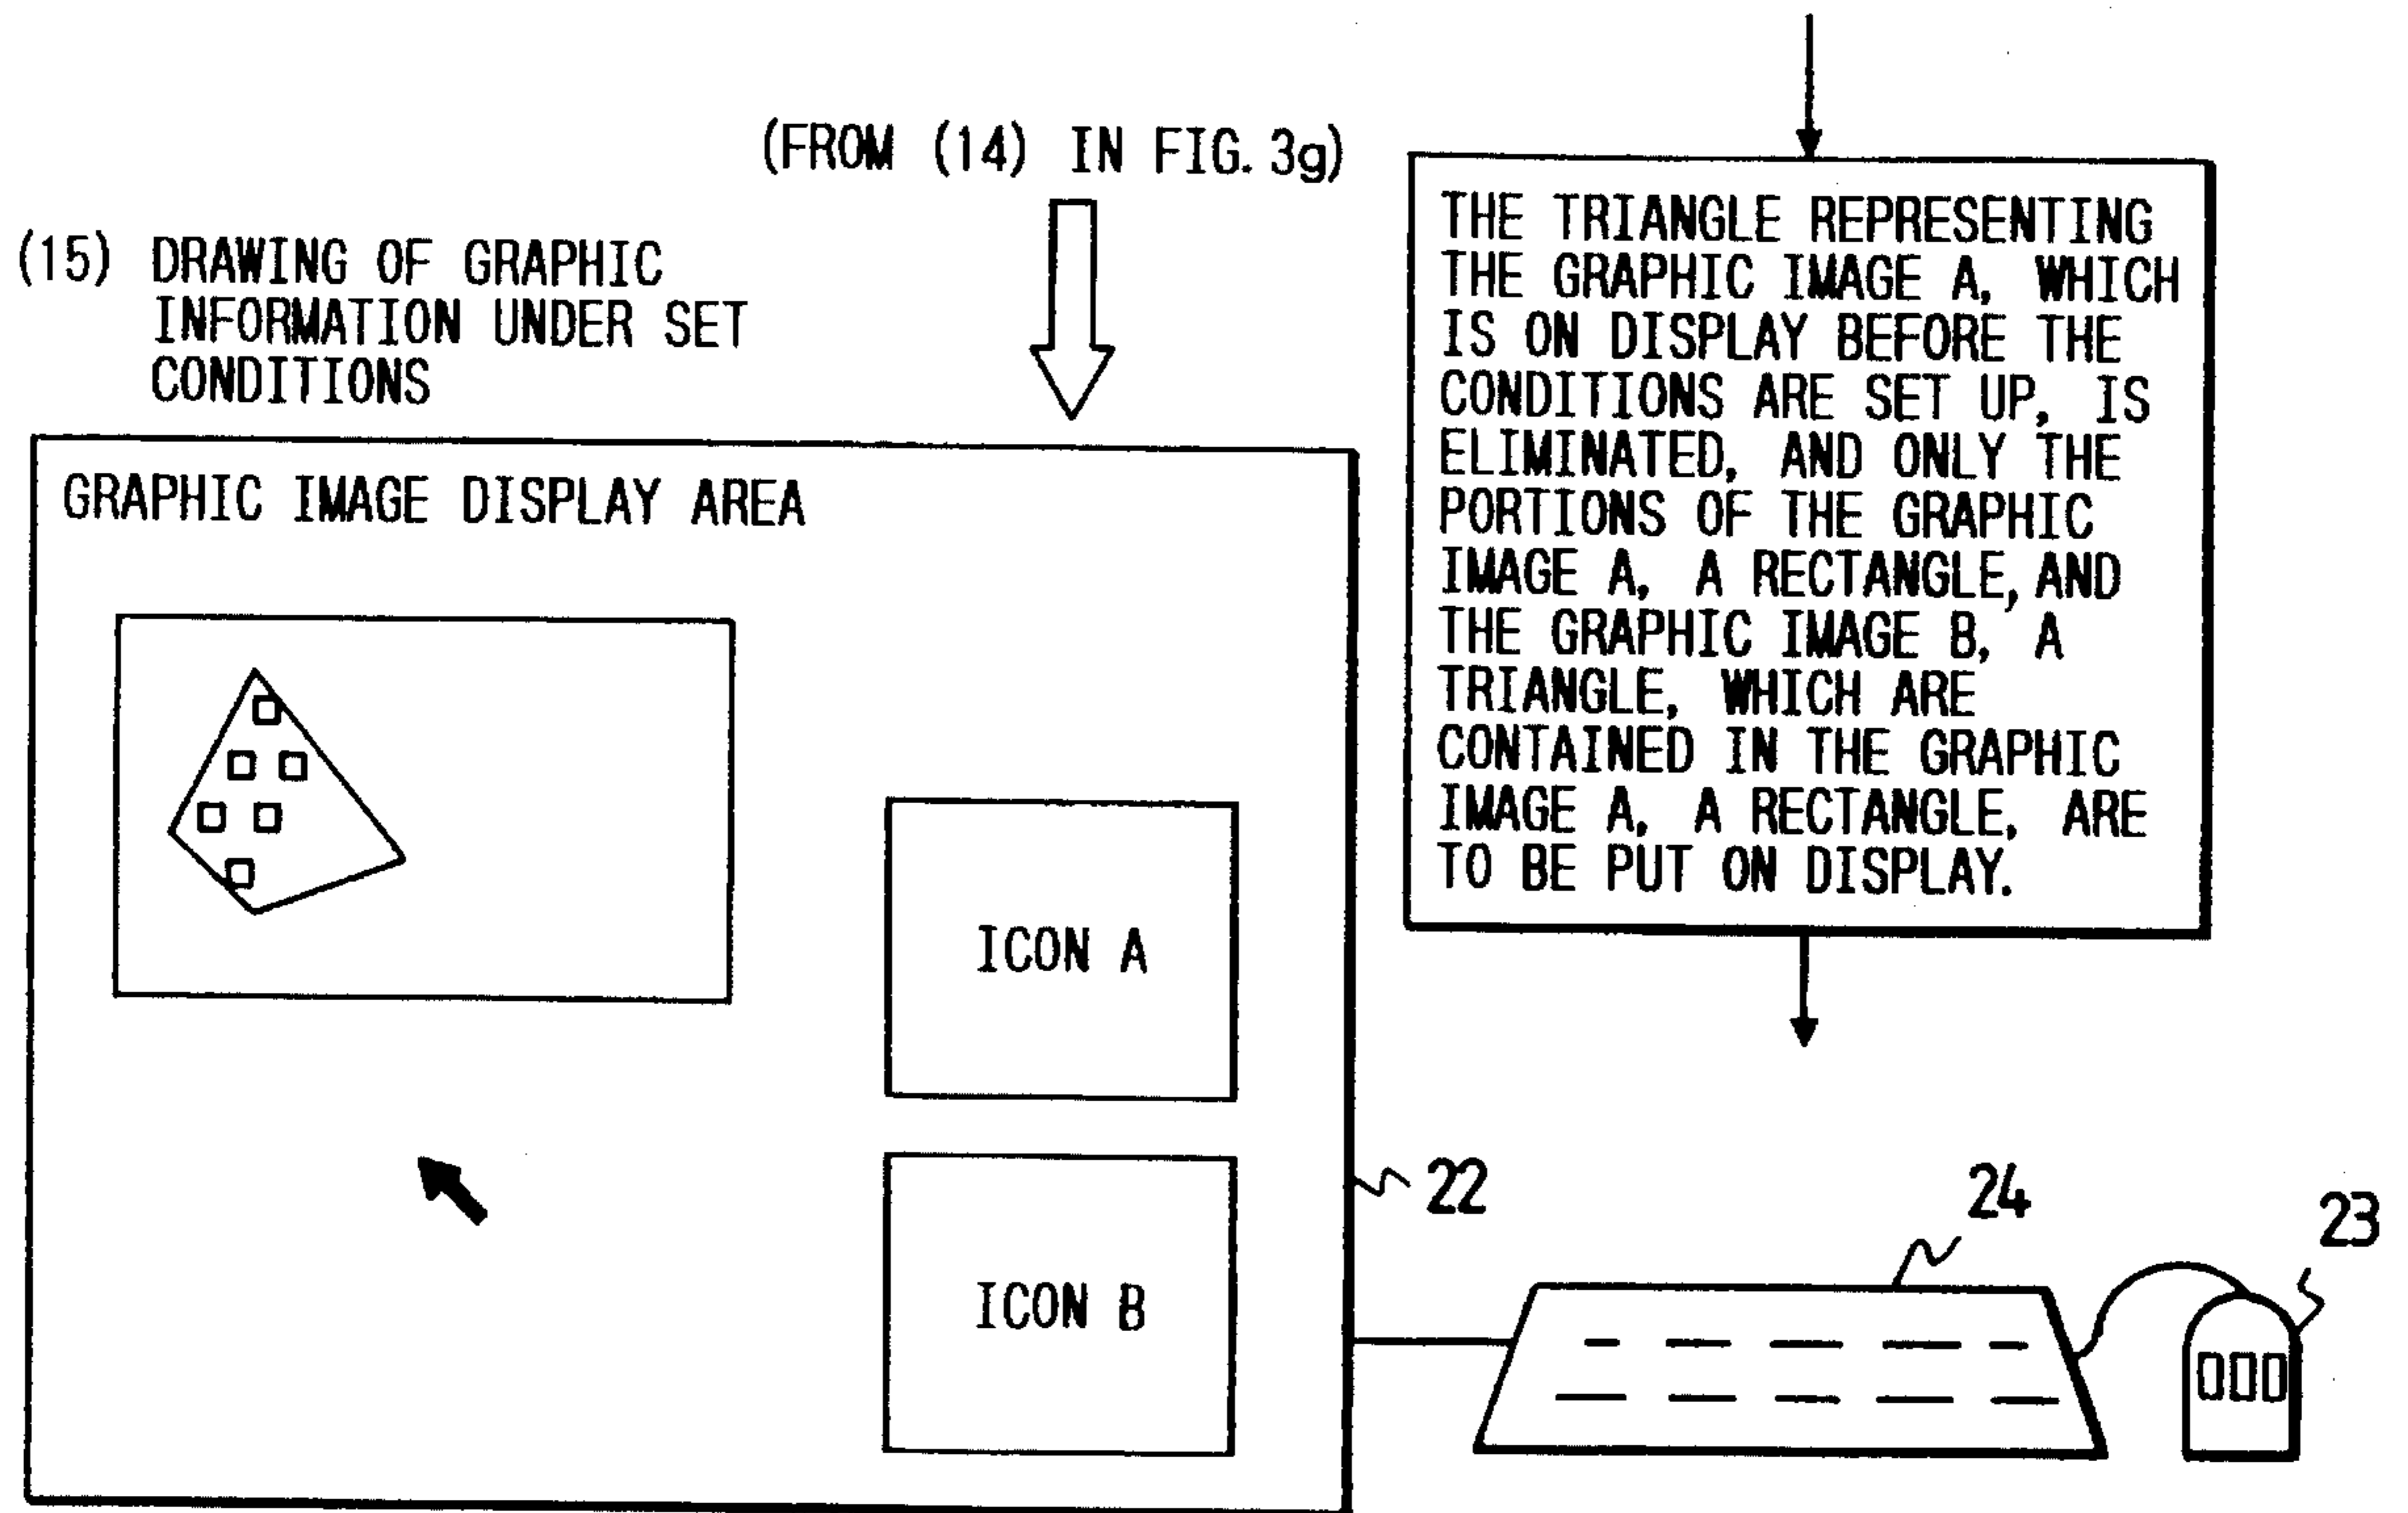 (FROM (14) IN FIG. 3g)
(15) DRAWING OF GRAPHIC
INFORMATION UNDER SET
CONDITIONS
GRAPHIC IMAGE DISPLAY AREA
ICON A
ICON B
THE TRIANGLE REPRESENTING
THE GRAPHIC IMAGE A, WHICH
IS ON DISPLAY BEFORE THE
CONDITIONS ARE SET UP, IS
ELIMINATED, AND ONLY THE
PORTIONS OF THE GRAPHIC
IMAGE A, A RECTANGLE, AND
THE GRAPHIC IMAGE B, A
TRIANGLE, WHICH ARE
CONTAINED IN THE GRAPHIC
IMAGE A, A RECTANGLE, ARE
TO BE PUT ON DISPLAY.
22
24
23